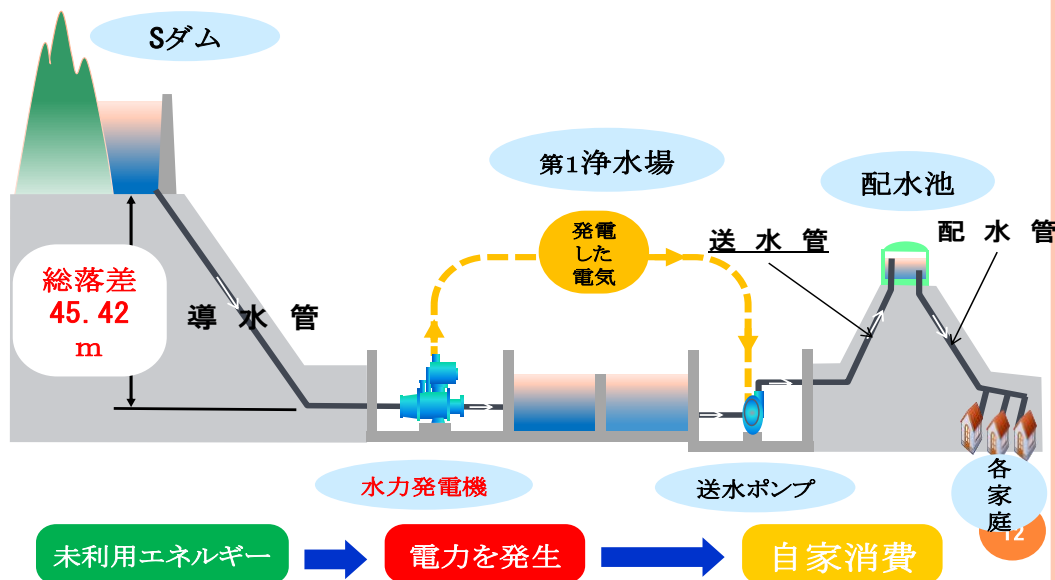 Sダム
第1浄水場
配水池
発電
した
電気
送水管
配水管
総落差
45.42
m
導水管
水力発電機
送水ポンプ
各
家
庭
12
未利用エネルギー
電力を発生
自家消費